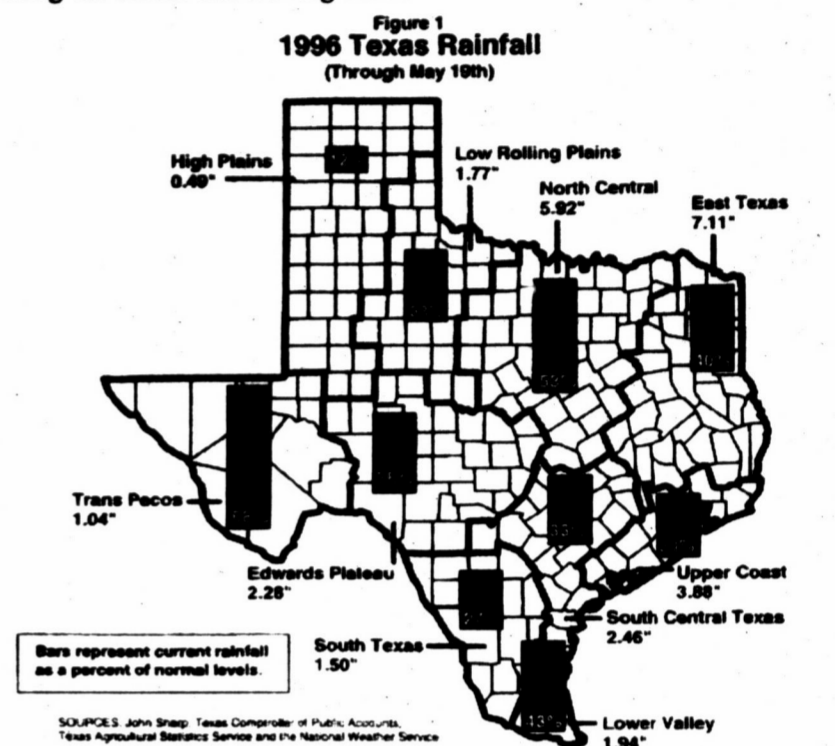 Figure 1
1996 Texas Rainfall
(Through May 19th)
High Plains
0.49"
Low Rolling Plains
1.77"
North Central
5.92"
East Texas
7.11"
Trans Pecos
1.04"
Edwards Plateau
2.28"
Upper Coast
3.88"
South Central Texas
2.46"
South Texas
1.50"
Lower Valley
1.94"
43%
Bars represent current rainfall
as a percent of normal levels.
SOURCES: John Sharp, Texas Comptroller of Public Accounts,
Texas Agricultural Statistics Service and the National Weather Service